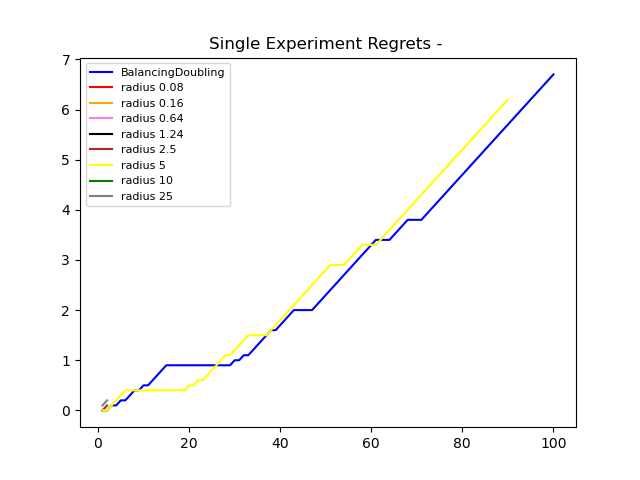 Single Experiment Regrets -
7
6
5
4
3
2
1
0
BalancingDoubling
radius 0.08
radius 0.16
radius 0.64
radius 1.24
radius 2.5
radius 5
radius 10
radius 25
0 20 40 60 80 100